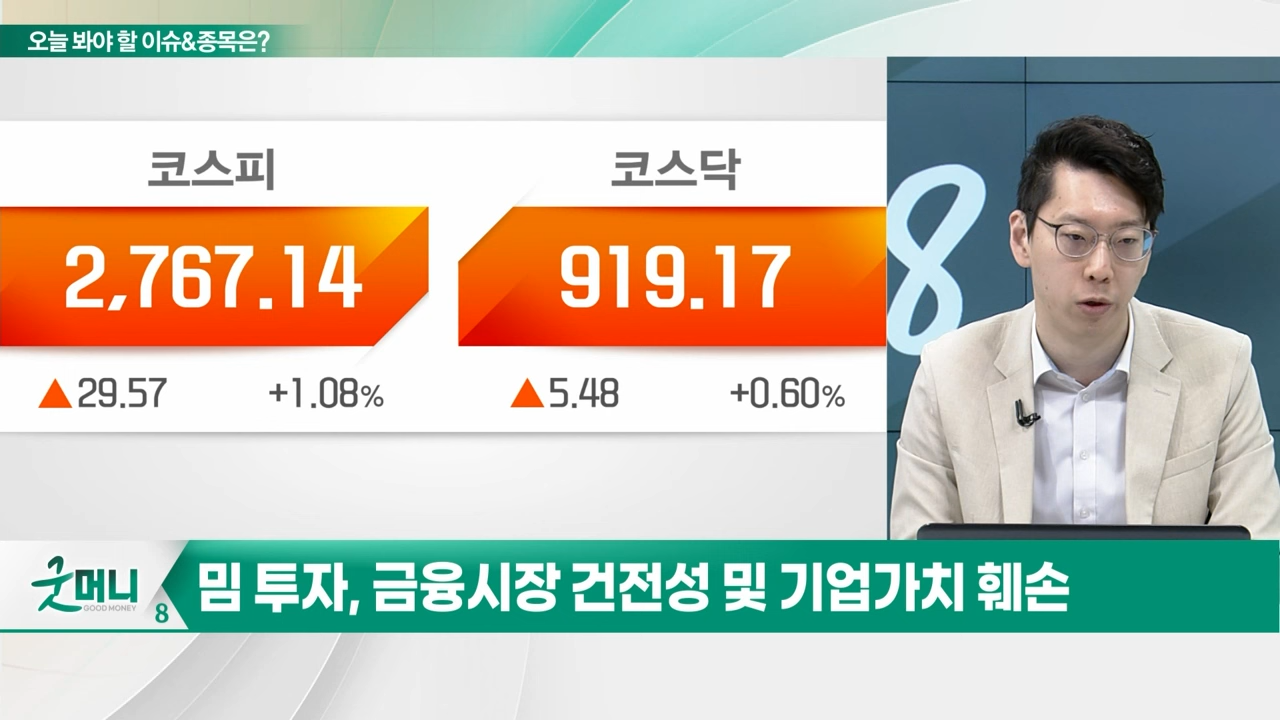 오늘 봐야 할 이슈&종목은?
코스피
2,767.14
▲29.57 +1.08%
코스닥
919.17
▲5.48 +0.60%
8
굿머니
GOOD MONEY
8
밈 투자, 금융시장 건전성 및 기업가치 훼손